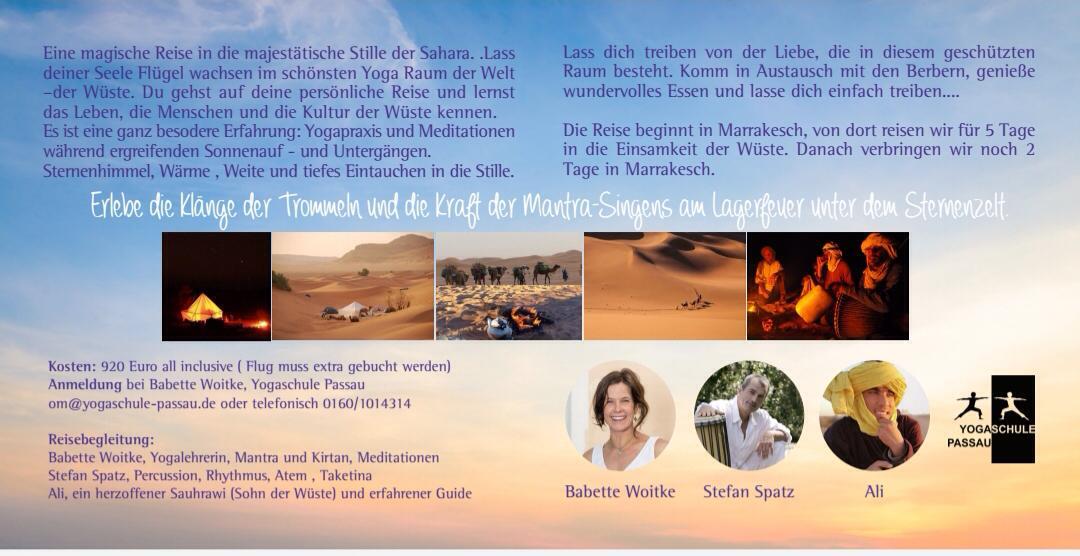 Eine magische Reise in die majestätische Stille der Sahara. .Lass
deiner Seele Flügel wachsen im schönsten Yoga Raum der Welt
–der Wüste. Du gehst auf deine persönliche Reise und lernst
das Leben, die Menschen und die Kultur der Wüste kennen.
Es ist eine ganz besodere Erfahrung: Yogapraxis und Meditationen
während ergreifenden Sonnenauf - und Untergängen.
Sternenhimmel, Wärme , Weite und tiefes Eintauchen in die Stille.
Lass dich treiben von der Liebe, die in diesem geschützten
Raum besteht. Komm in Austausch mit den Berbern, genieße
wundervolles Essen und lasse dich einfach treiben....
Die Reise beginnt in Marrakesch, von dort reisen wir für 5 Tage
in die Einsamkeit der Wüste. Danach verbringen wir noch 2
Tage in Marrakesch.
Erlebe die Klänge der Trommeln und die Kraft der Mantra-Singens am Lagerfeuer unter dem Sternenzelt.
Kosten: 920 Euro all inclusive ( Flug muss extra gebucht werden)
Anmeldung bei Babette Woitke, Yogaschule Passau
om@yogaschule-passau.de oder telefonisch 0160/1014314
Reisebegleitung:
Babette Woitke, Yogalehrerin, Mantra und Kirtan, Meditationen
Stefan Spatz, Percussion, Rhythmus, Atem , Taketina
Ali, ein herzoffener Sauhrawi (Sohn der Wüste) und erfahrener Guide
Babette Woitke
Stefan Spatz
Ali
YOGASCHULE
PASSAU